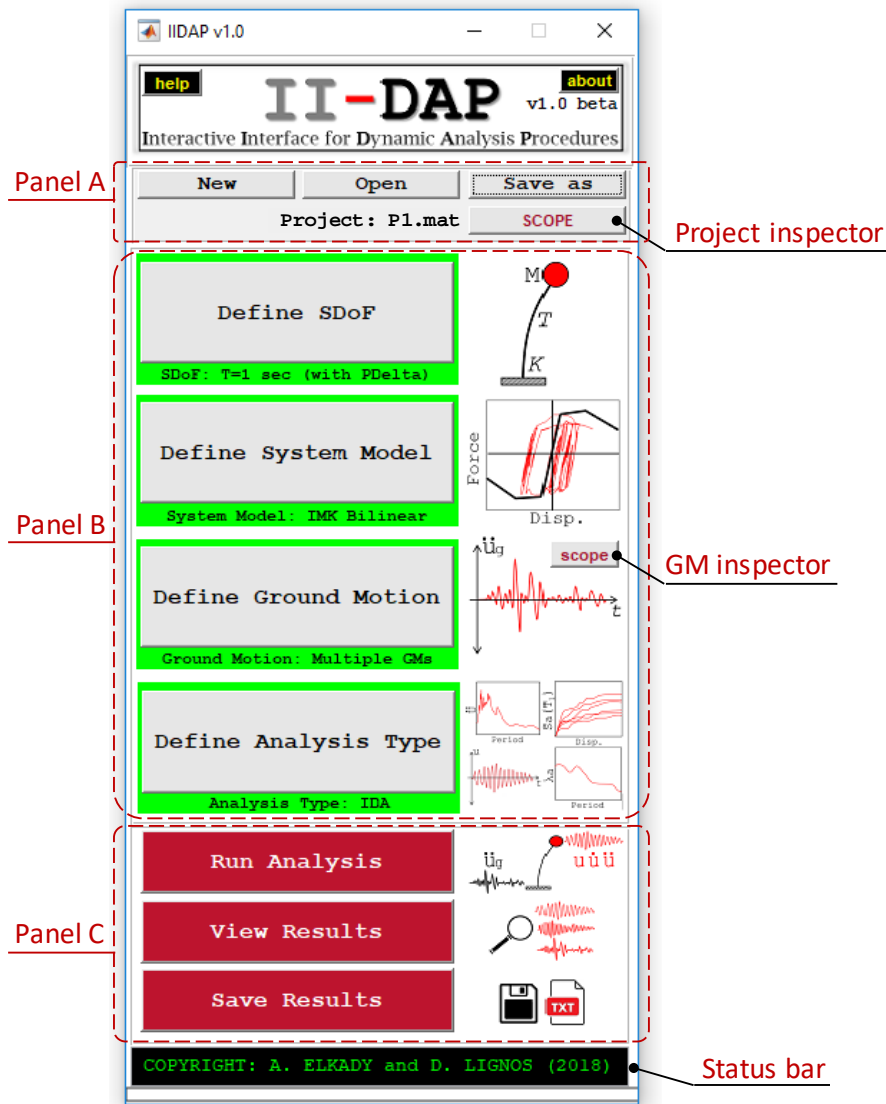 IIDAP v1.0
help
about
II-DAP
v1.0 beta
Interactive Interface for Dynamic Analysis Procedures
Panel A
New
Open
Save as
Project: P1.mat
SCOPE
Project inspector
Panel B
Define SDoF
SDoF: T=1 sec (with PDelta)
M
T
K
Define System Model
System Model: IMK Bilinear
Force
Disp.
Define Ground Motion
Ground Motion: Multiple GMs
üg
scope
t
GM inspector
Define Analysis Type
Analysis Type: IDA
Ü
Period
Sa(T₁)
Disp.
u
t
λa
Period
Panel C
Run Analysis
üg
u u̇ ü
View Results
Save Results
TXT
COPYRIGHT: A. ELKADY and D. LIGNOS (2018)
Status bar